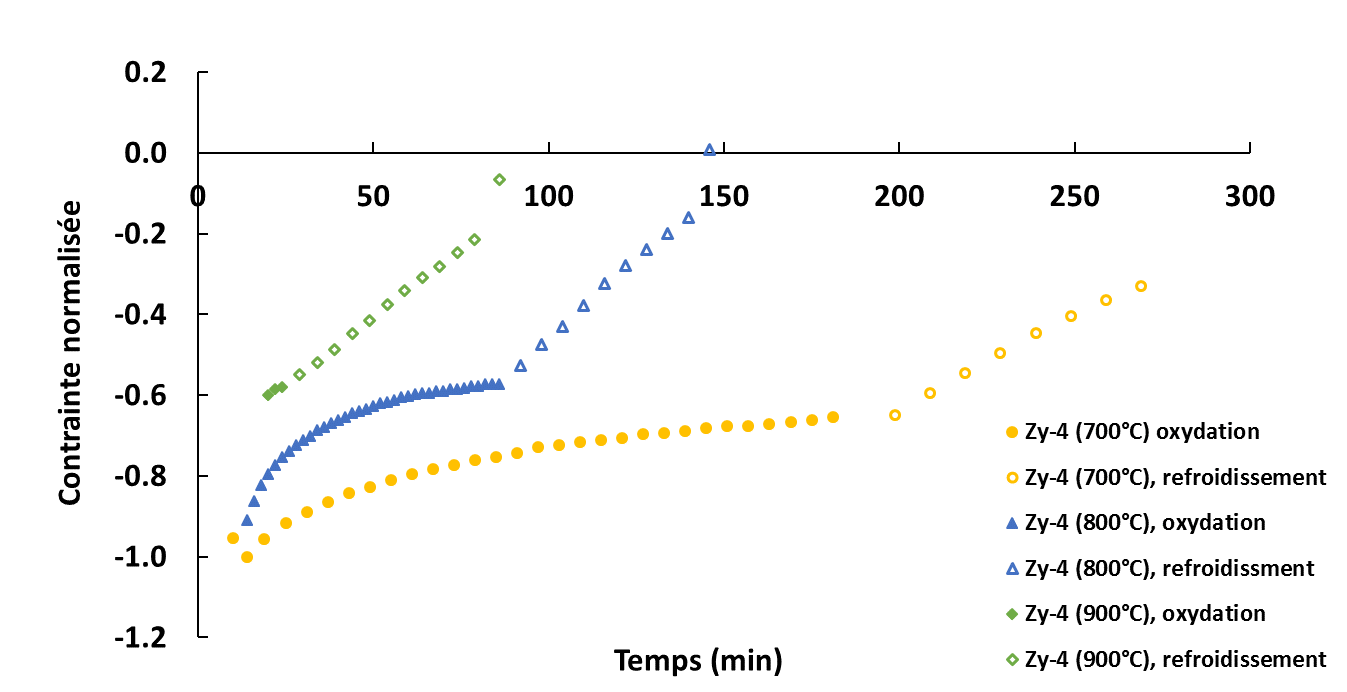 0.2
0.0
0 50 100 150 200 250 300
-0.2
-0.4
-0.6
-0.8
-1.0
-1.2
Contrainte normalisée
Temps (min)
Zy-4 (700°C) oxydation
Zy-4 (700°C), refroidissement
Zy-4 (800°C), oxydation
Zy-4 (800°C), refroidissment
Zy-4 (900°C), oxydation
Zy-4 (900°C), refroidissement